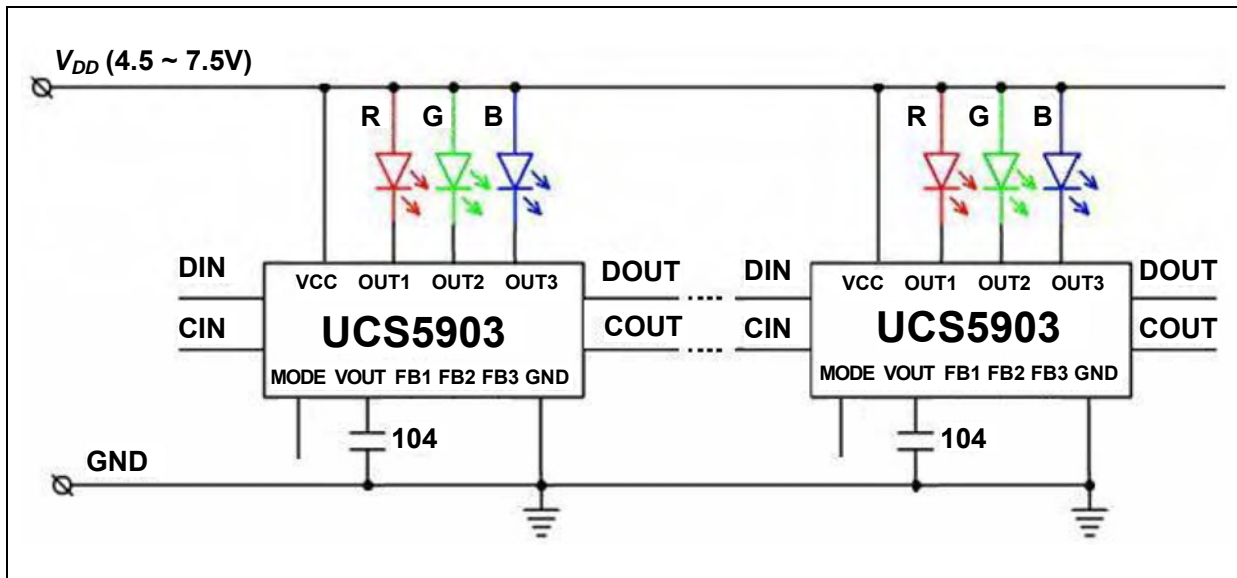 V_DD (4.5 ~ 7.5V)
R G B R G B
DIN DOUT DIN DOUT
VCC OUT1 OUT2 OUT3 VCC OUT1 OUT2 OUT3
CIN UCS5903 COUT CIN UCS5903 COUT
MODE VOUT FB1 FB2 FB3 GND MODE VOUT FB1 FB2 FB3 GND
104 104
GND